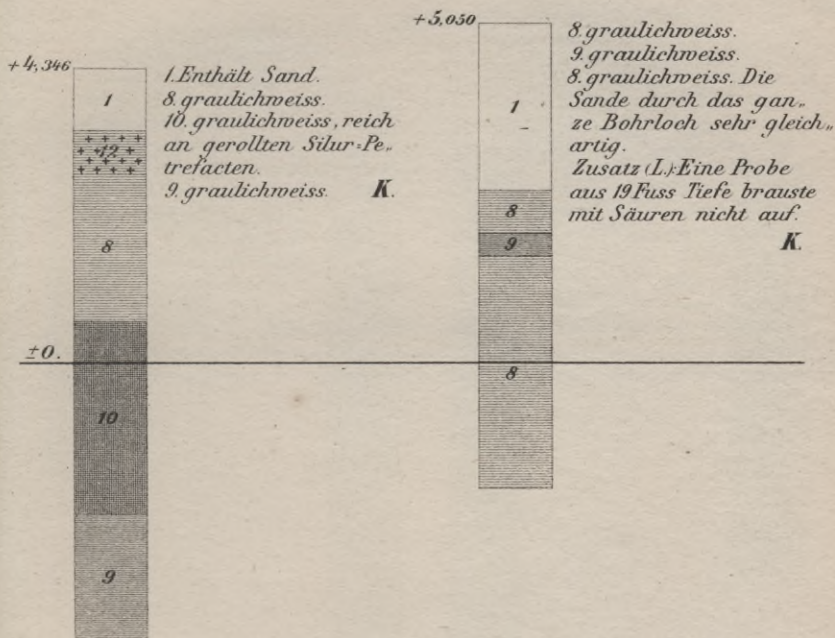 +4,346
1. Enthält Sand.
8. graulichweiss.
10. graulichweiss, reich
an gerollten Silur-Pe-
trefacten.
9. graulichweiss. K.
1
12
8
±0.
10
9
+5,050
8. graulichweiss.
9. graulichweiss.
8. graulichweiss. Die
Sande durch das gan-
ze Bohrloch sehr gleich-
artig.
Zusatz (L.) Eine Probe
aus 19 Fuss Tiefe brauste
mit Säuren nicht auf.
K.
1
8
9
8